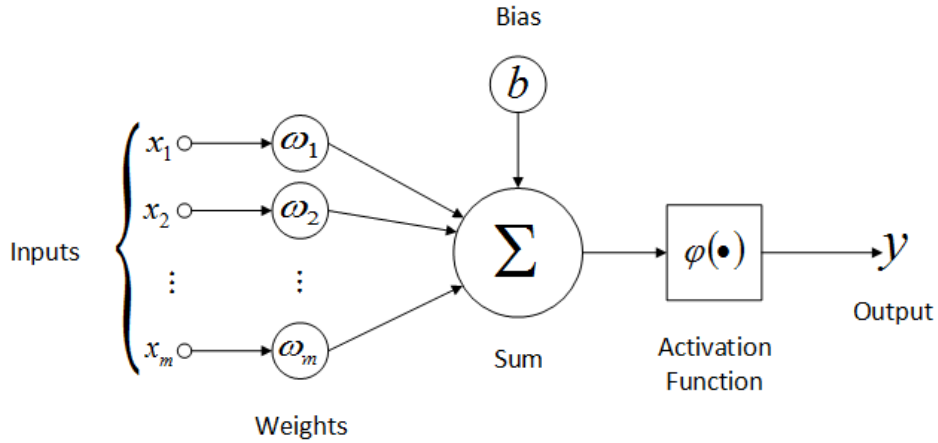 Bias
b
x₁ ω₁
x₂ ω₂
Inputs
⋮ ⋮
Σ
φ(•)
y
Output
xₘ ωₘ
Sum
Activation
Function
Weights